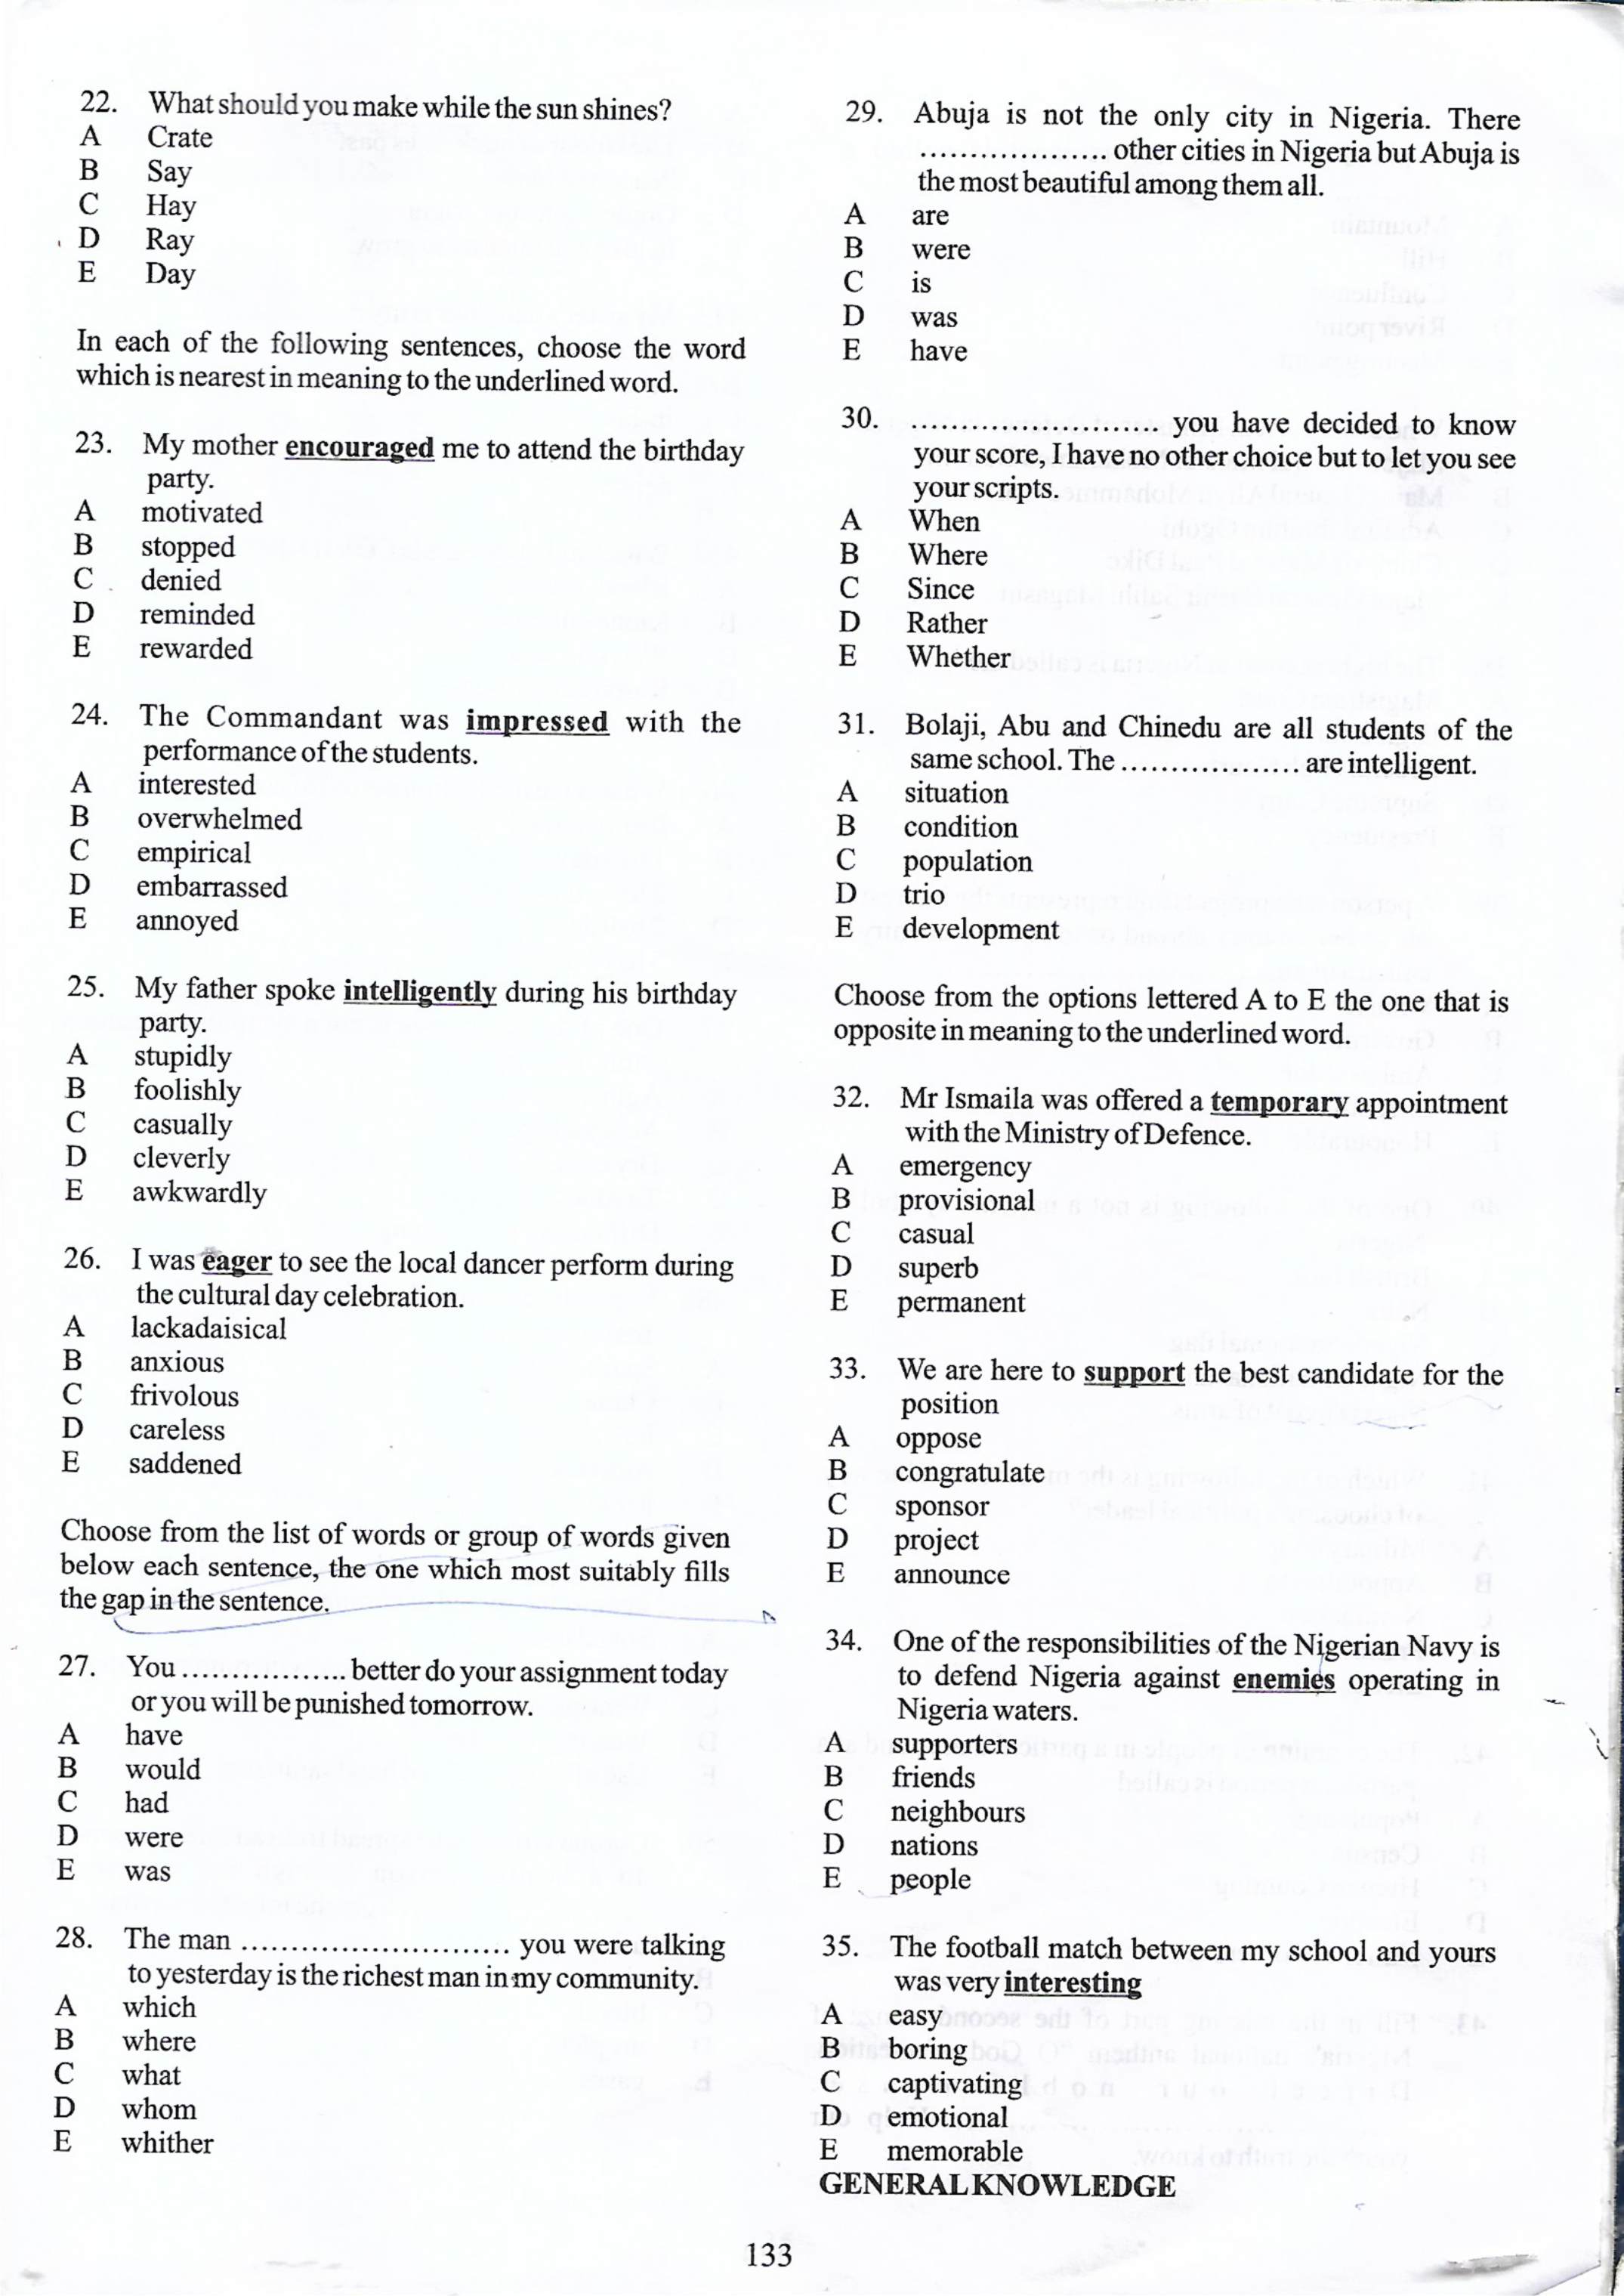 22. What should you make while the sun shines?
A Crate
B Say
C Hay
D Ray
E Day
In each of the following sentences, choose the word
which is nearest in meaning to the underlined word.
23. My mother encouraged me to attend the birthday
party.
A motivated
B stopped
C denied
D reminded
E rewarded
24. The Commandant was impressed with the
performance of the students.
A interested
B overwhelmed
C empirical
D embarrassed
E annoyed
25. My father spoke intelligently during his birthday
party.
A stupidly
B foolishly
C casually
D cleverly
E awkwardly
26. I was eager to see the local dancer perform during
the cultural day celebration.
A lackadaisical
B anxious
C frivolous
D careless
E saddened
Choose from the list of words or group of words given
below each sentence, the one which most suitably fills
the gap in the sentence.
27. You ................. better do your assignment today
or you will be punished tomorrow.
A have
B would
C had
D were
E was
28. The man ........................... you were talking
to yesterday is the richest man in my community.
A which
B where
C what
D whom
E whither
29. Abuja is not the only city in Nigeria. There
................... other cities in Nigeria but Abuja is
the most beautiful among them all.
A are
B were
C is
D was
E have
30. ......................... you have decided to know
your score, I have no other choice but to let you see
your scripts.
A When
B Where
C Since
D Rather
E Whether
31. Bolaji, Abu and Chinedu are all students of the
same school. The .................. are intelligent.
A situation
B condition
C population
D trio
E development
Choose from the options lettered A to E the one that is
opposite in meaning to the underlined word.
32. Mr Ismaila was offered a temporary appointment
with the Ministry of Defence.
A emergency
B provisional
C casual
D superb
E permanent
33. We are here to support the best candidate for the
position
A oppose
B congratulate
C sponsor
D project
E announce
34. One of the responsibilities of the Nigerian Navy is
to defend Nigeria against enemies operating in
Nigeria waters.
A supporters
B friends
C neighbours
D nations
E people
35. The football match between my school and yours
was very interesting
A easy
B boring
C captivating
D emotional
E memorable
GENERAL KNOWLEDGE
133